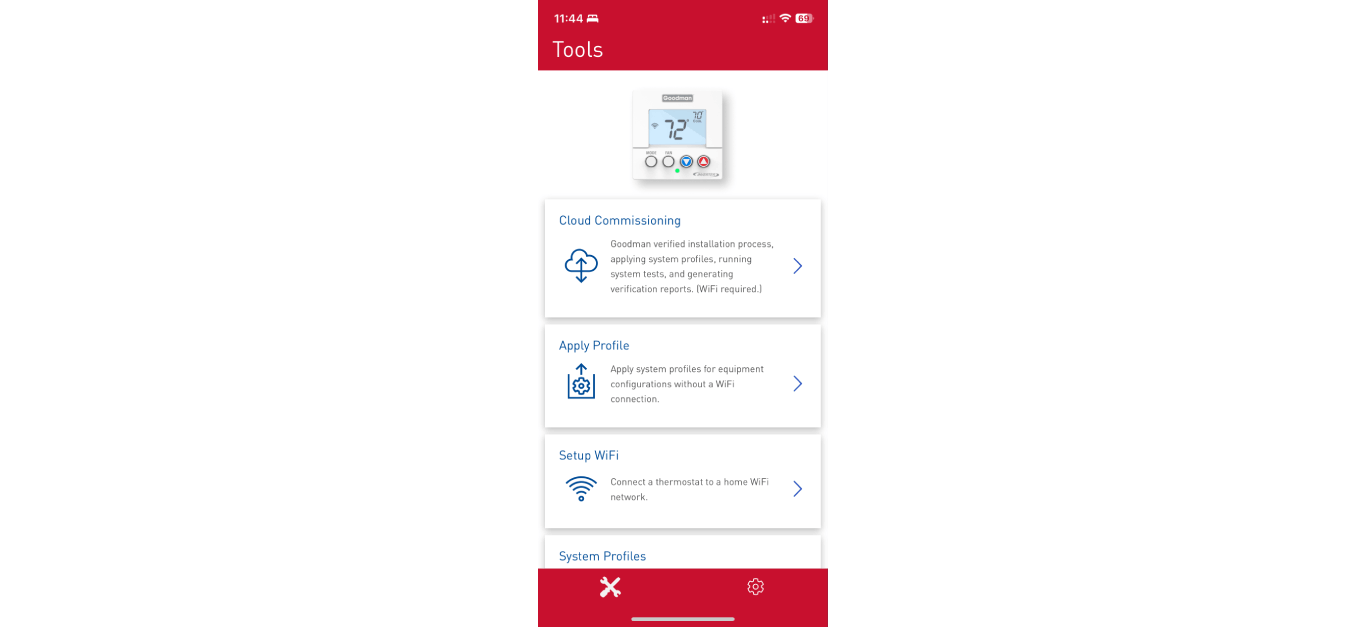 11:44
69
Tools
Goodman
70
72°
MODE
FAN
Cloud Commissioning
Goodman verified installation process,
applying system profiles, running
system tests, and generating
verification reports. (WiFi required.)
Apply Profile
Apply system profiles for equipment
configurations without a WiFi
connection.
Setup WiFi
Connect a thermostat to a home WiFi
network.
System Profiles